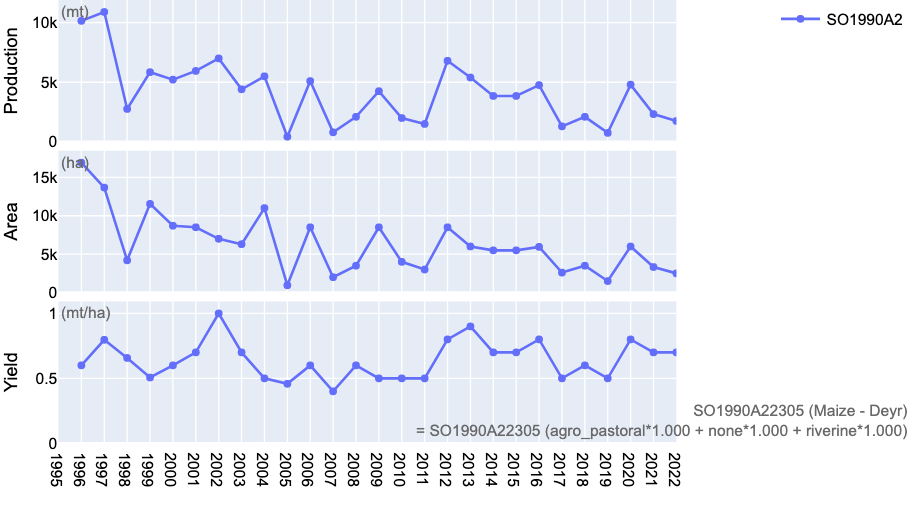 (mt)
SO1990A2
10k
5k
0
Production
(ha)
15k
10k
5k
0
Area
(mt/ha)
1
0.5
0
Yield
SO1990A22305 (Maize - Deyr)
= SO1990A22305 (agro_pastoral*1.000 + none*1.000 + riverine*1.000)
1995
1996
1997
1998
1999
2000
2001
2002
2003
2004
2005
2006
2007
2008
2009
2010
2011
2012
2013
2014
2015
2016
2017
2018
2019
2020
2021
2022